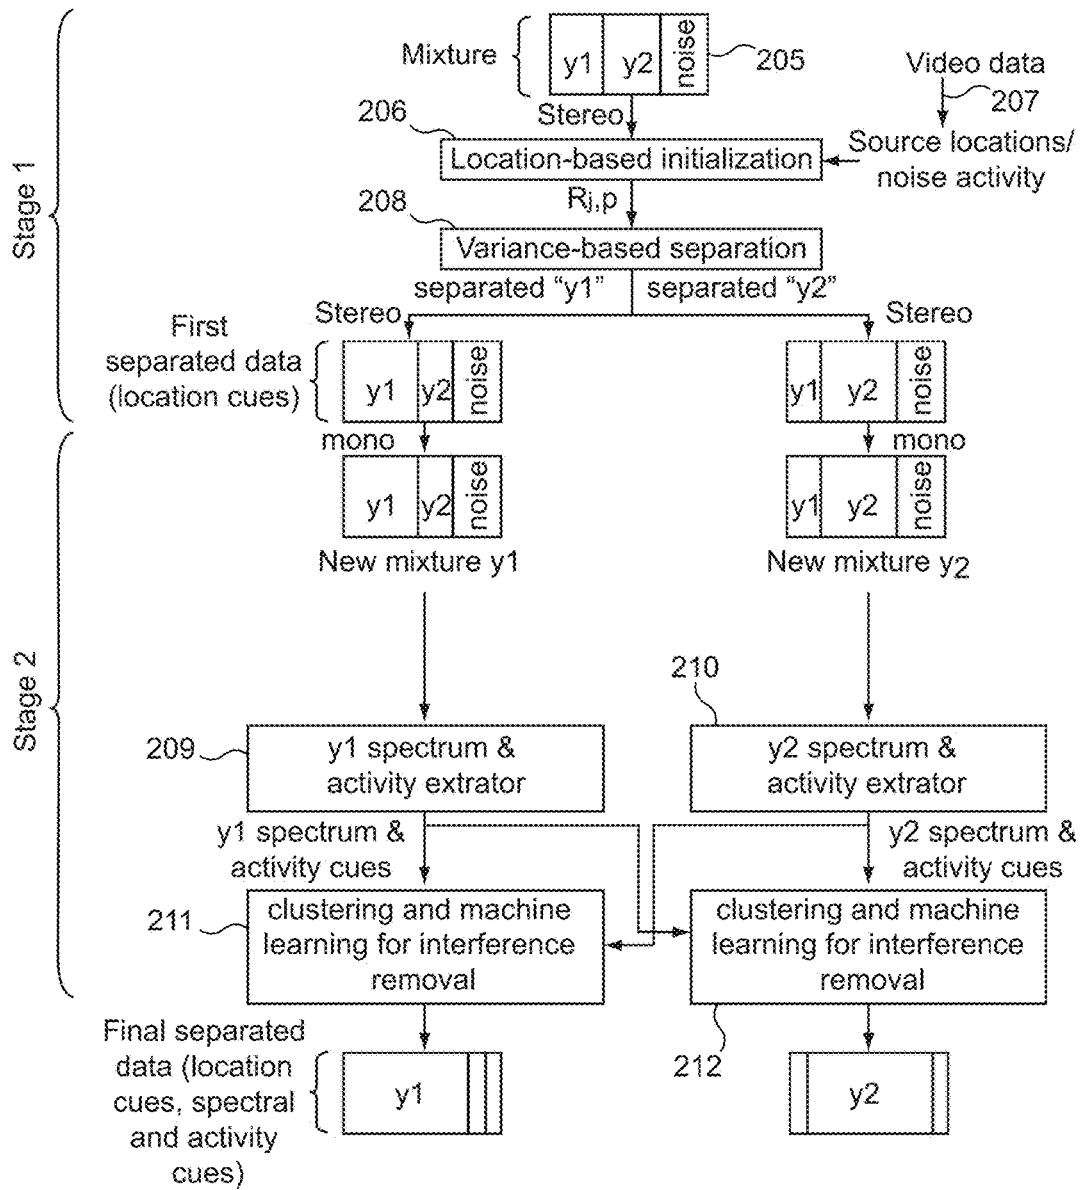 Mixture
y1
y2
noise
205
Video data
207
Stereo
206
Location-based initialization
Source locations/
noise activity
Rj,p
208
Variance-based separation
separated “y1”
separated “y2”
Stage 1
Stereo
Stereo
First
separated data
(location cues)
y1
y2
noise
y1
y2
noise
mono
mono
y1
y2
noise
y1
y2
noise
New mixture y1
New mixture y2
Stage 2
210
209
y1 spectrum &
activity extrator
y2 spectrum &
activity extrator
y1 spectrum &
activity cues
y2 spectrum &
activity cues
211
clustering and machine
learning for interference
removal
clustering and machine
learning for interference
removal
212
Final separated
data (location
cues, spectral
and activity
cues)
y1
y2